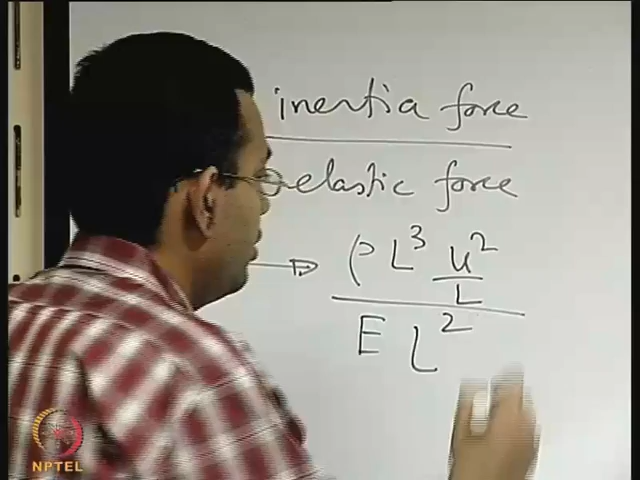 inertia force
elastic force
→ ρ L³ u²/L
E L²
NPTEL